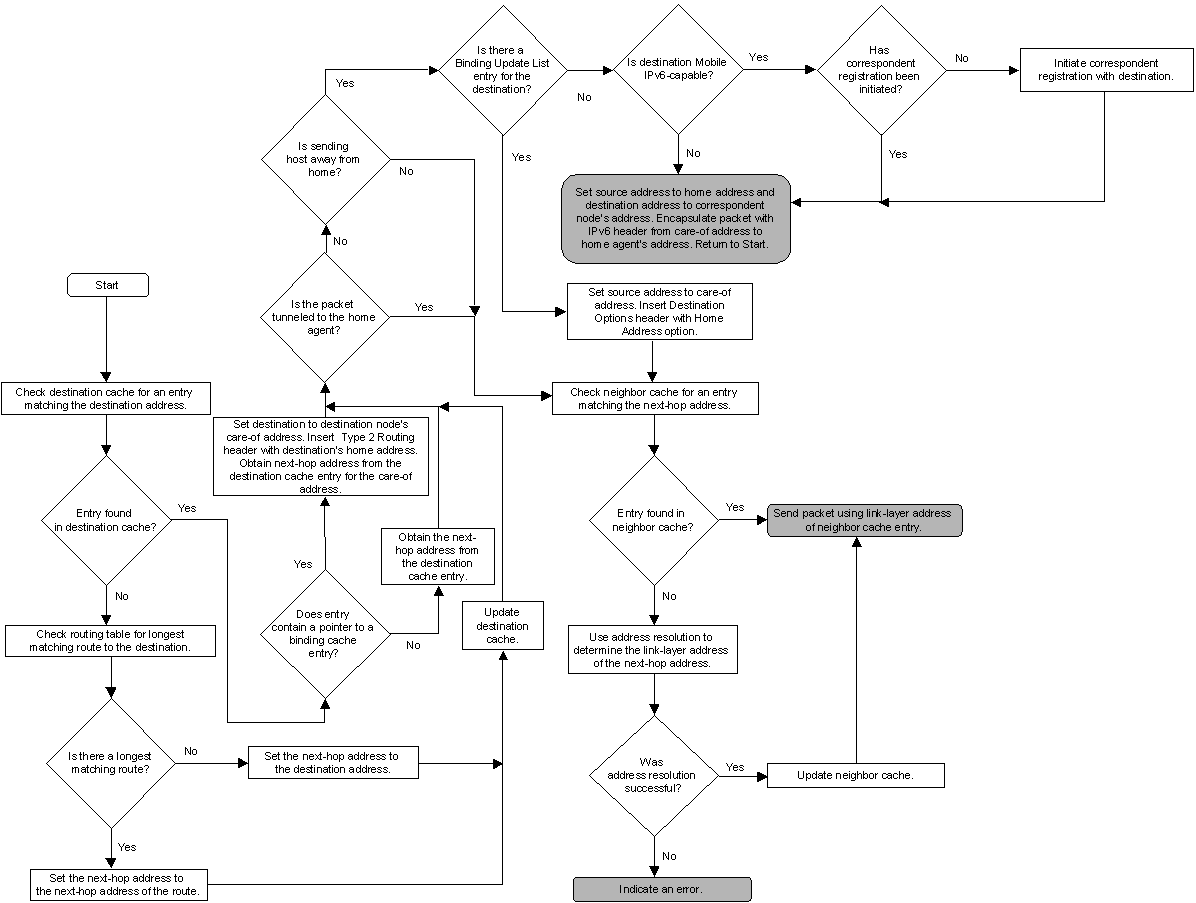 Is there a
Binding Update List
entry for the
destination?
Is destination Mobile
IPv6-capable?
Yes
Has
correspondent
registration been
initiated?
No
Initiate correspondent
registration with destination.
Yes
No
Is sending
host away from
home?
No
Yes
No
Yes
Set source address to home address and
destination address to correspondent
node's address. Encapsulate packet with
IPv6 header from care-of address to
home agent's address. Return to Start.
No
Start
Is the packet
tunneled to the home
agent?
Yes
Set source address to care-of
address. Insert Destination
Options header with Home
Address option.
Check destination cache for an entry
matching the destination address.
Check neighbor cache for an entry
matching the next-hop address.
Set destination to destination node's
care-of address. Insert Type 2 Routing
header with destination's home address.
Obtain next-hop address from the
destination cache entry for the care-of
address.
Entry found
in destination cache?
Yes
Entry found in
neighbor cache?
Yes
Send packet using link-layer address
of neighbor cache entry.
Obtain the next-
hop address from
the destination
cache entry.
Yes
No
No
Does entry
contain a pointer to a
binding cache
entry?
No
Update
destination
cache.
Check routing table for longest
matching route to the destination.
Use address resolution to
determine the link-layer address
of the next-hop address.
Is there a longest
matching route?
No
Set the next-hop address to
the destination address.
Was
address resolution
successful?
Yes
Update neighbor cache.
Yes
No
Set the next-hop address to
the next-hop address of the route.
Indicate an error.